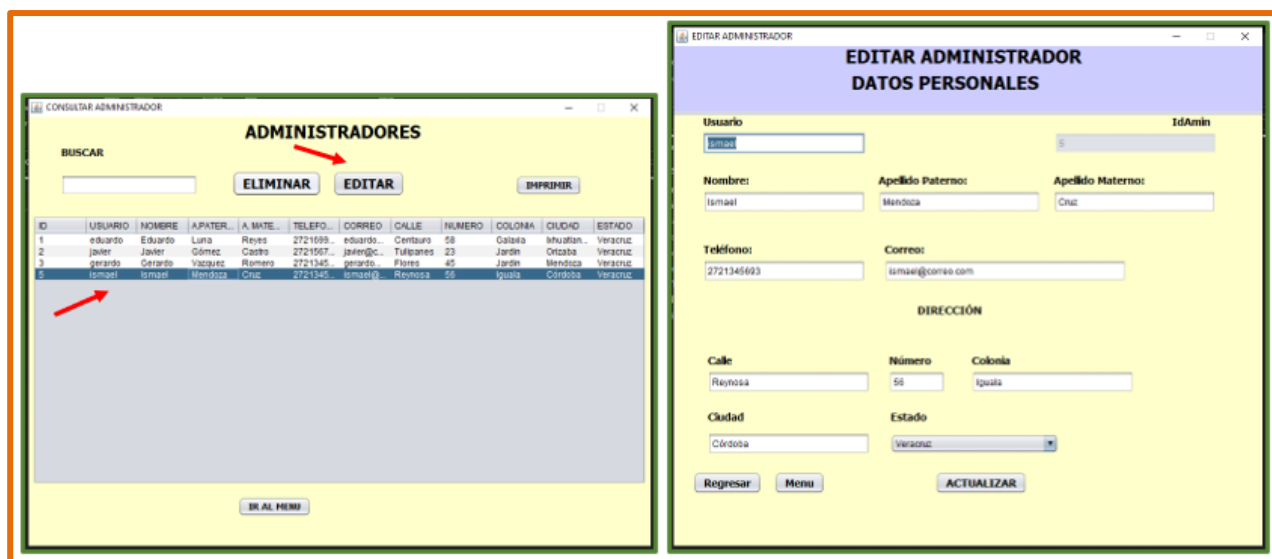 CONSULTAR ADMINISTRADOR
ADMINISTRADORES
BUSCAR
ELIMINAR EDITAR IMPRIMIR
ID USUARIO NOMBRE A.PATER... A. MATE... TELEFO... CORREO CALLE NUMERO COLONIA CIUDAD ESTADO
1 eduardo Eduardo Luna Reyes 2721699... eduardo... Centauro 58 Galaxia Ixhuatlan... Veracruz
2 javier Javier Gómez Castro 2721567... javier@c... Tulipanes 23 Jardin Orizaba Veracruz
3 gerardo Gerardo Vazquez Romero 2721345... gerardo... Flores 45 Jardin Mendoza Veracruz
5 Ismael Ismael Mendoza Cruz 2721345... ismael@... Reynosa 56 Iguala Córdoba Veracruz
IR AL MENU
EDITAR ADMINISTRADOR
EDITAR ADMINISTRADOR
DATOS PERSONALES
Usuario IdAmin
Ismael 5
Nombre: Apellido Paterno: Apellido Materno:
Ismael Mendoza Cruz
Teléfono: Correo:
2721345693 ismael@correo.com
DIRECCIÓN
Calle Número Colonia
Reynosa 56 Iguala
Ciudad Estado
Córdoba Veracruz
Regresar Menu ACTUALIZAR